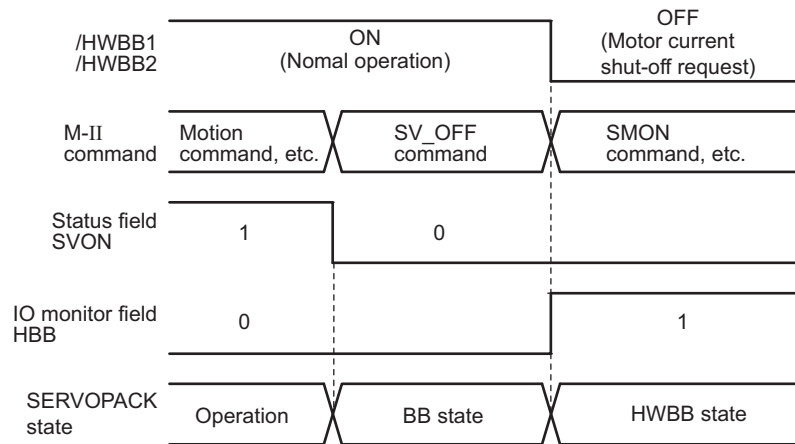 /HWBB1
/HWBB2
ON
(Nomal operation)
OFF
(Motor current
shut-off request)
M-II
command
Motion
command, etc.
SV_OFF
command
SMON
command, etc.
Status field
SVON
1
0
IO monitor field
HBB
0
1
SERVOPACK
state
Operation
BB state
HWBB state